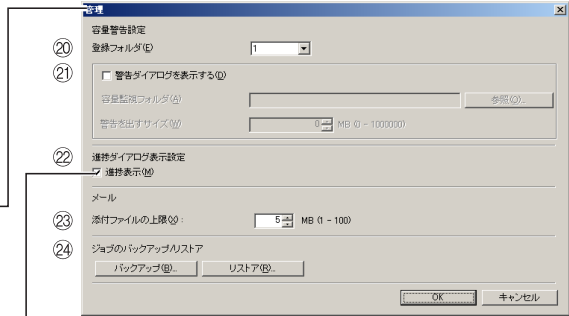 管理
容量警告設定
⑳ 登録フォルダ(E) 1
㉑ 警告ダイアログを表示する(D)
容量監視フォルダ(A) 参照(O)...
警告を出すサイズ(W) 0 MB (0 - 1000000)
㉒ 進捗ダイアログ表示設定
進捗表示(M)
メール
㉓ 添付ファイルの上限(X) : 5 MB (1 - 100)
㉔ ジョブのバックアップ/リストア
バックアップ(B)... リストア(R)...
OK キャンセル